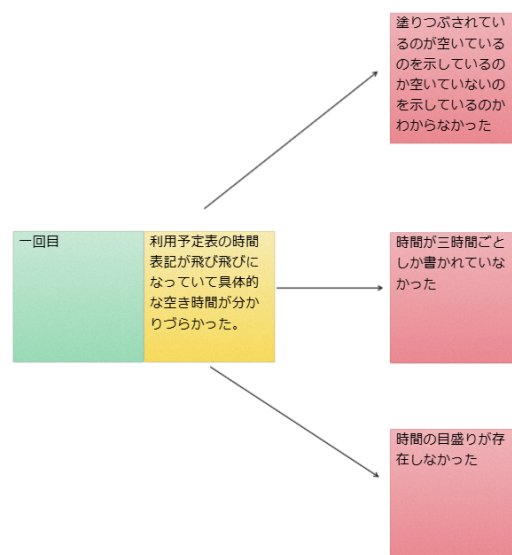 塗りつぶされてい
るのが空いている
のを示しているの
か空いていないの
を示しているのか
わからなかった
一回目
利用予定表の時間
表記が飛び飛びに
なっていて具体的
な空き時間が分か
りづらかった。
時間が三時間ごと
しか書かれていな
かった
時間の目盛りが存
在しなかった